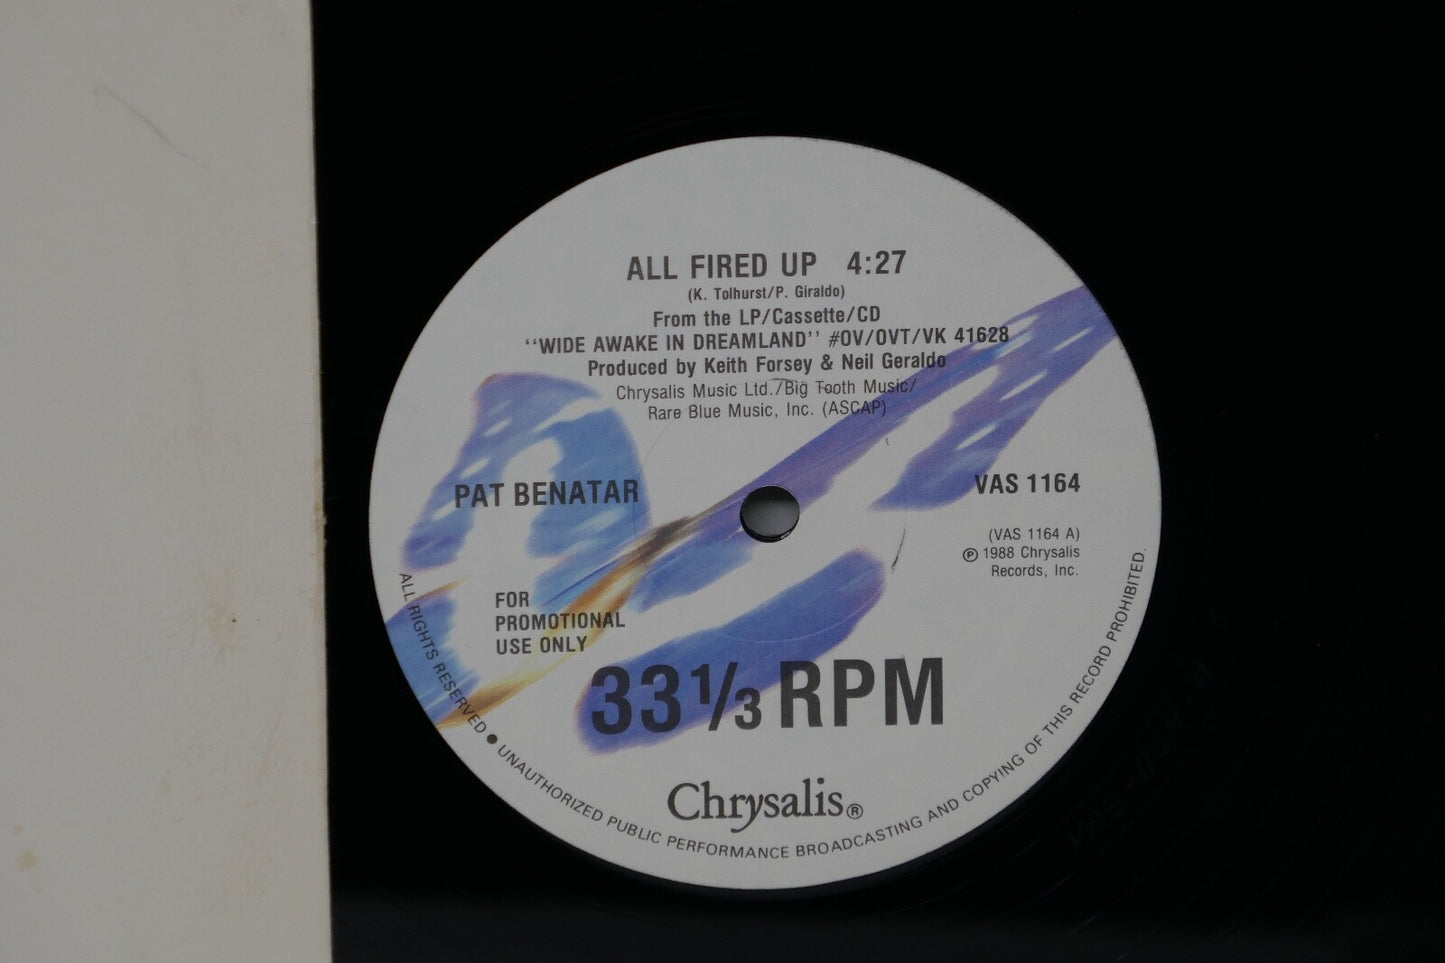 ALL FIRED UP 4:27
(K. Tolhurst/P. Giraldo)
From the LP/Cassette/CD
“WIDE AWAKE IN DREAMLAND” #OV/OVT/VK 41628
Produced by Keith Forsey & Neil Geraldo
Chrysalis Music Ltd./Big Tooth Music/
Rare Blue Music, Inc. (ASCAP)
PAT BENATAR
VAS 1164
(VAS 1164 A)
℗ 1988 Chrysalis
Records, Inc.
FOR
PROMOTIONAL
USE ONLY
33 1/3 RPM
Chrysalis®
ALL RIGHTS RESERVED ● UNAUTHORIZED PUBLIC PERFORMANCE BROADCASTING AND COPYING OF THIS RECORD PROHIBITED.